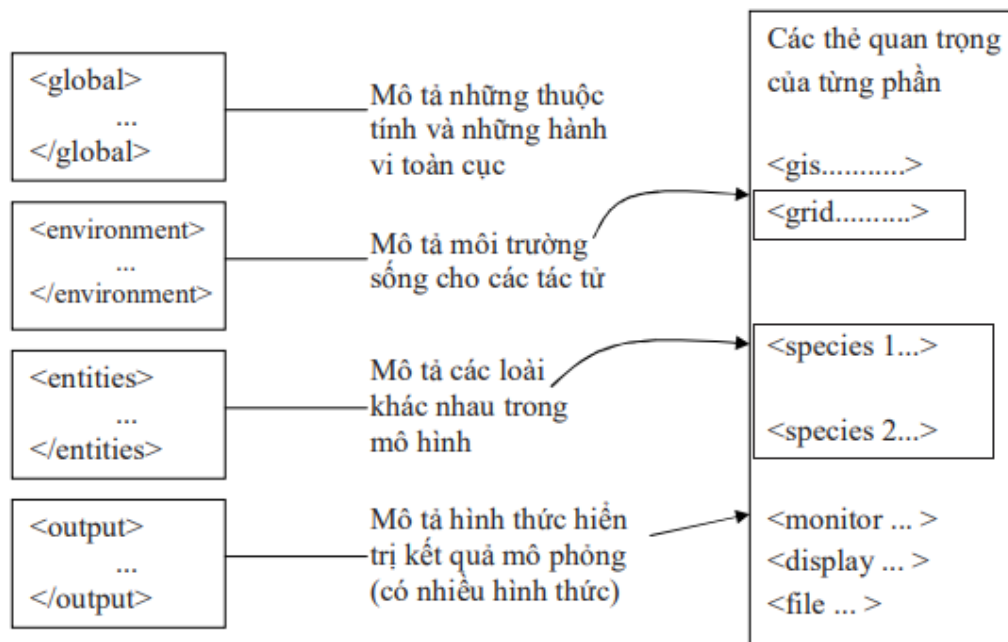 <global>
...
</global>
Mô tả những thuộc
tính và những hành
vi toàn cục
<environment>
...
</environment>
Mô tả môi trường
sống cho các tác tử
<entities>
...
</entities>
Mô tả các loài
khác nhau trong
mô hình
<output>
...
</output>
Mô tả hình thức hiển
trị kết quả mô phỏng
(có nhiều hình thức)
Các thẻ quan trọng
của từng phần
<gis...........>
<grid..........>
<species 1...>
<species 2...>
<monitor ... >
<display ... >
<file ... >